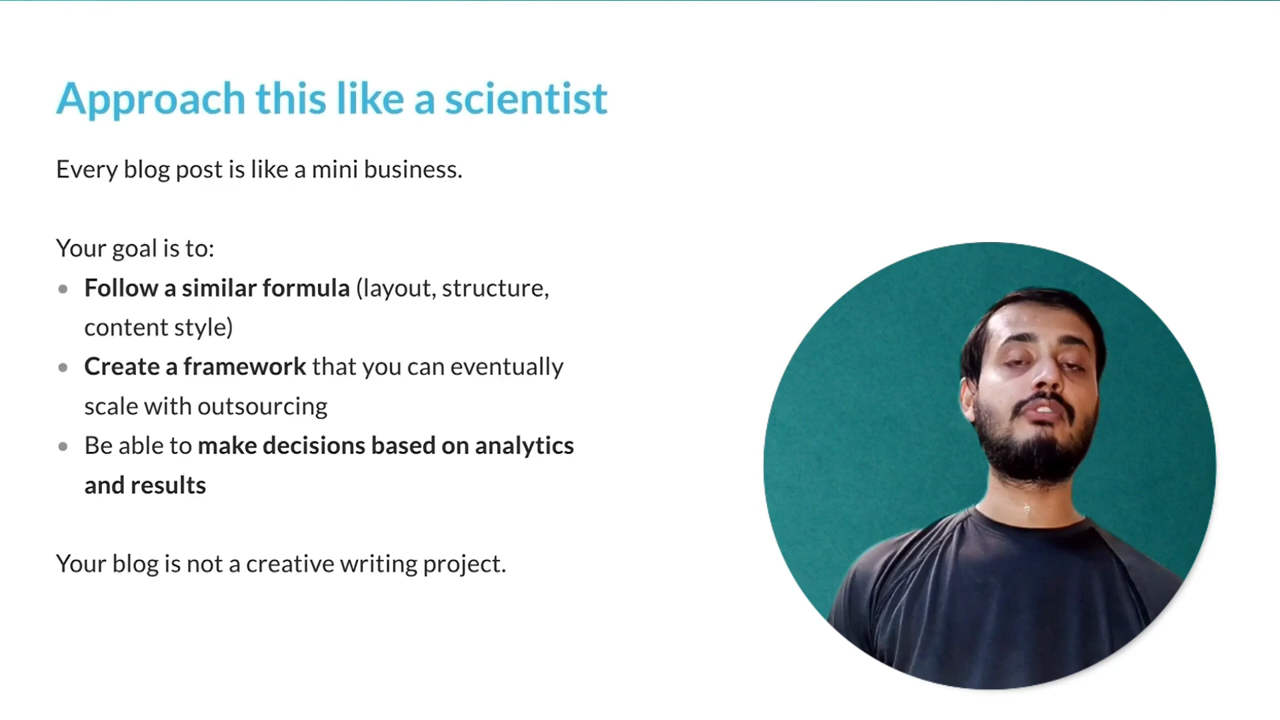 Approach this like a scientist
Every blog post is like a mini business.
Your goal is to:
• Follow a similar formula (layout, structure,
content style)
• Create a framework that you can eventually
scale with outsourcing
• Be able to make decisions based on analytics
and results
Your blog is not a creative writing project.